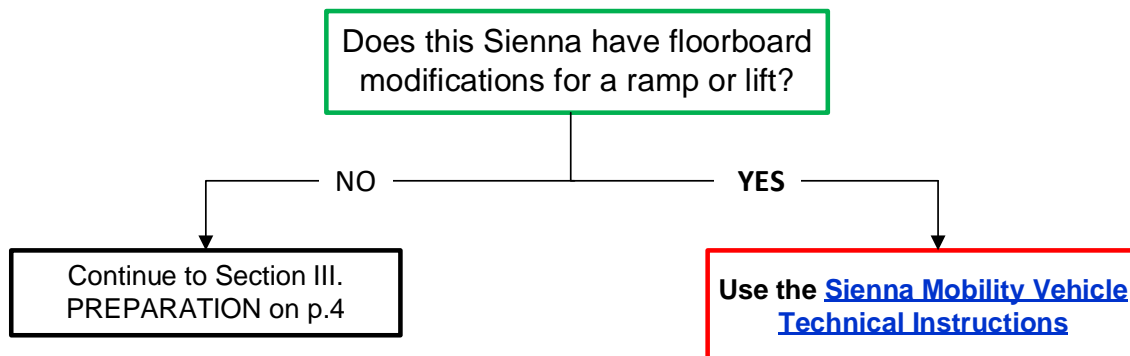 Does this Sienna have floorboard
modifications for a ramp or lift?
NO
YES
Continue to Section III.
PREPARATION on p.4
Use the Sienna Mobility Vehicle
Technical Instructions